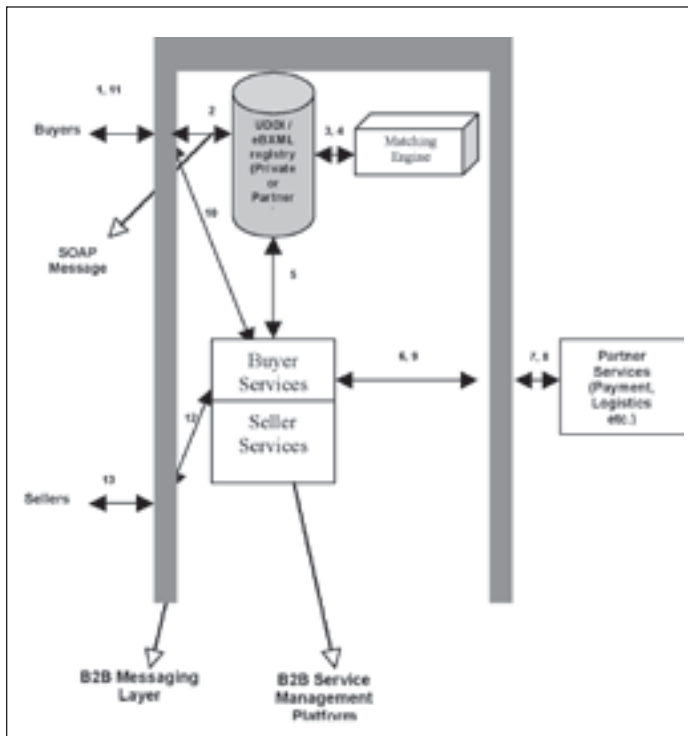 1, 11
Buyers
2
UDDI /
eBXML
registry
(Private
or
Partner
3, 4
Matching
Engine
10
SOAP
Message
5
Buyer
Services
Seller
Services
6, 9
7, 8
Partner
Services
(Payment,
Logistics
etc.)
12
13
Sellers
B2B Messaging
Layer
B2B Service
Management
Platform